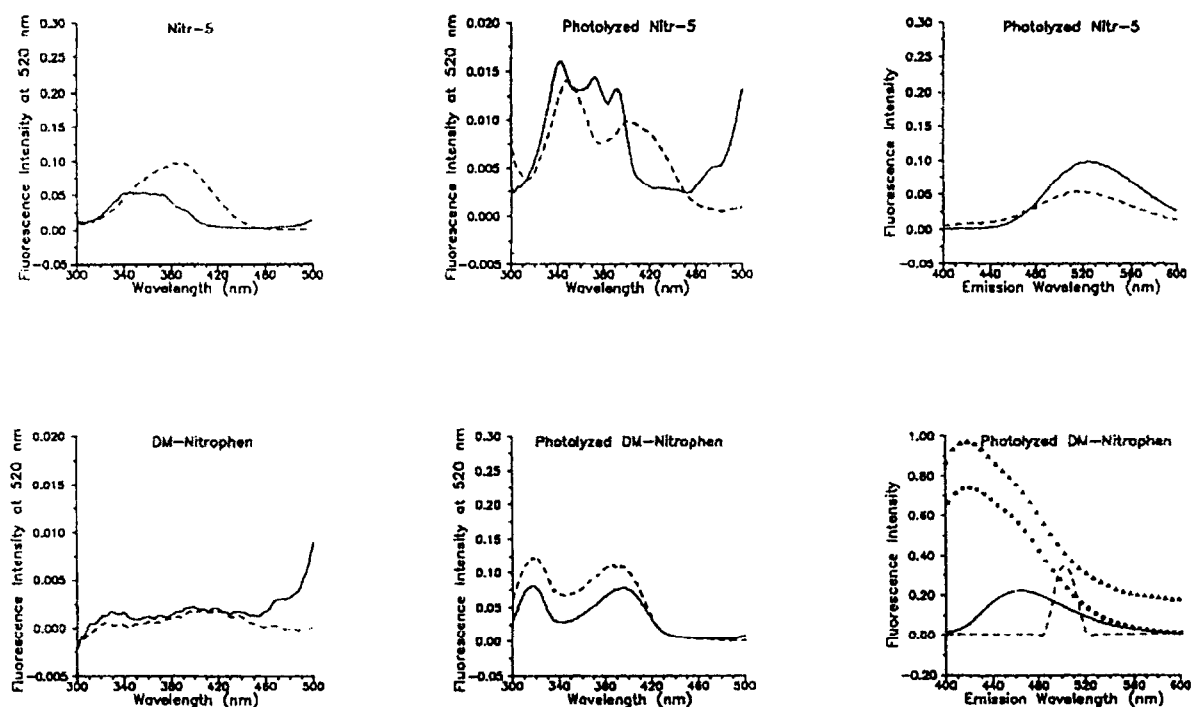 Nitr-5
Fluorescence Intensity at 520 nm
0.30
0.25
0.20
0.15
0.10
0.05
0.00
-0.05
300 340 380 420 460 500
Wavelength (nm)
Photolyzed Nitr-5
Fluorescence Intensity at 520 nm
0.020
0.015
0.010
0.005
0.000
-0.005
300 340 380 420 460 500
Wavelength (nm)
Photolyzed Nitr-5
Fluorescence Intensity
0.30
0.25
0.20
0.15
0.10
0.05
0.00
-0.05
400 440 480 520 560 600
Emission Wavelength (nm)
DM-Nitrophen
Fluorescence Intensity at 520 nm
0.020
0.015
0.010
0.005
0.000
-0.005
300 340 380 420 460 500
Wavelength (nm)
Photolyzed DM-Nitrophen
Fluorescence Intensity at 520 nm
0.30
0.25
0.20
0.15
0.10
0.05
0.00
-0.05
300 340 380 420 460 500
Wavelength (nm)
Photolyzed DM-Nitrophen
Fluorescence Intensity
1.00
0.80
0.60
0.40
0.20
0.00
-0.20
400 440 480 520 560 600
Emission Wavelength (nm)